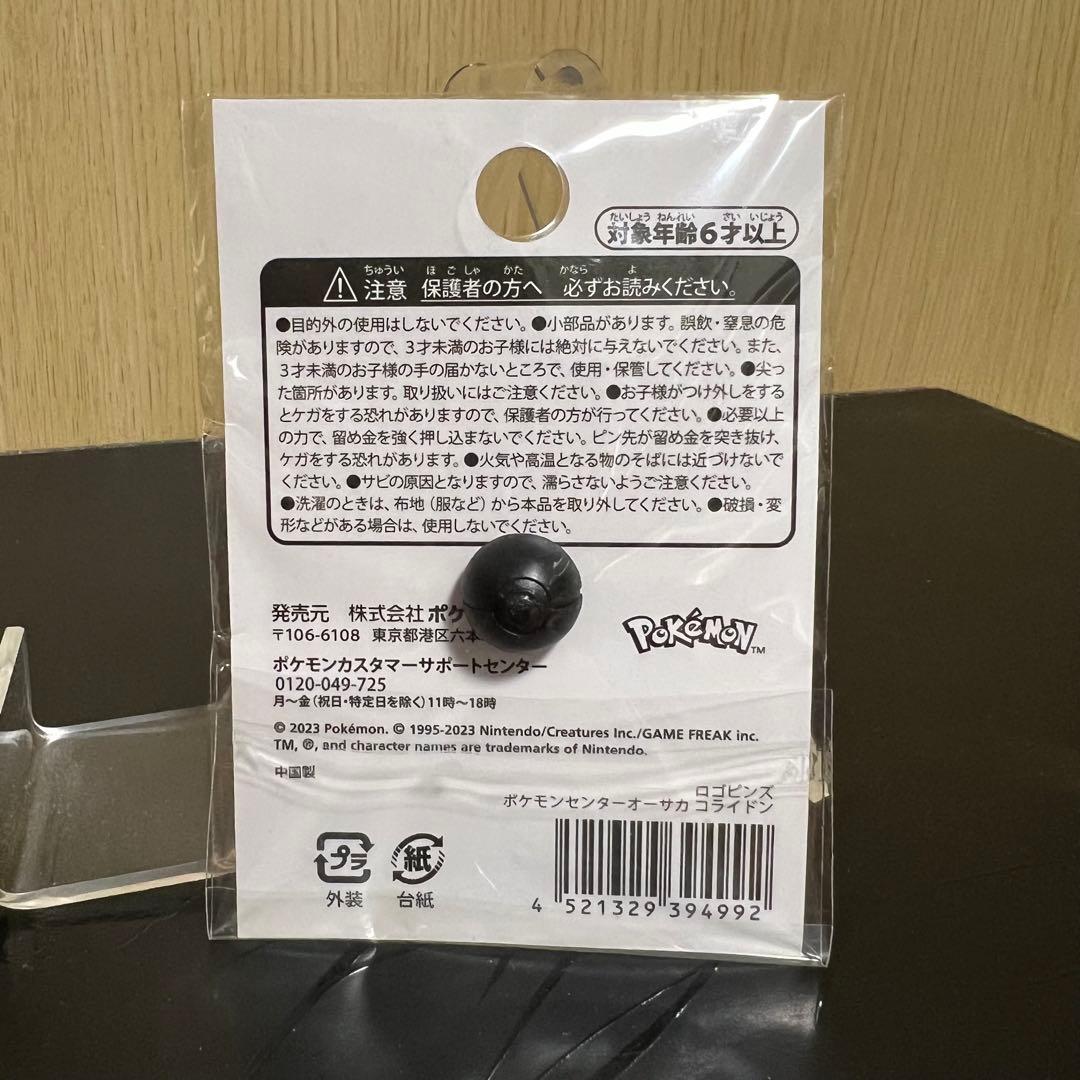 対象年齢6才以上
たいしょう ねんれい さい いじょう
注意 保護者の方へ 必ずお読みください。
ちゅうい ほごしゃ かた かなら よ
●目的外の使用はしないでください。●小部品があります。誤飲・窒息の危
険がありますので、3才未満のお子様には絶対に与えないでください。また、
3才未満のお子様の手の届かないところで、使用・保管してください。●尖っ
た箇所があります。取り扱いにはご注意ください。●お子様がつけ外しをする
とケガをする恐れがありますので、保護者の方が行ってください。●必要以上
の力で、留め金を強く押し込まないでください。ピン先が留め金を突き抜け、
ケガをする恐れがあります。●火気や高温となる物のそばには近づけないで
ください。●サビの原因となりますので、濡らさないようご注意ください。
●洗濯のときは、布地（服など）から本品を取り外してください。●破損・変
形などがある場合は、使用しないでください。
発売元 株式会社ポケ
〒106-6108 東京都港区六本
ポケモンカスタマーサポートセンター
0120-049-725
月～金（祝日・特定日を除く）11時～18時
POKéMON TM
© 2023 Pokémon. © 1995-2023 Nintendo/Creatures Inc./GAME FREAK inc.
TM, ®, and character names are trademarks of Nintendo.
中国製
ロゴピンズ
ポケモンセンターオーサカ コライドン
プラ
外装
紙
台紙
4 521329 394992